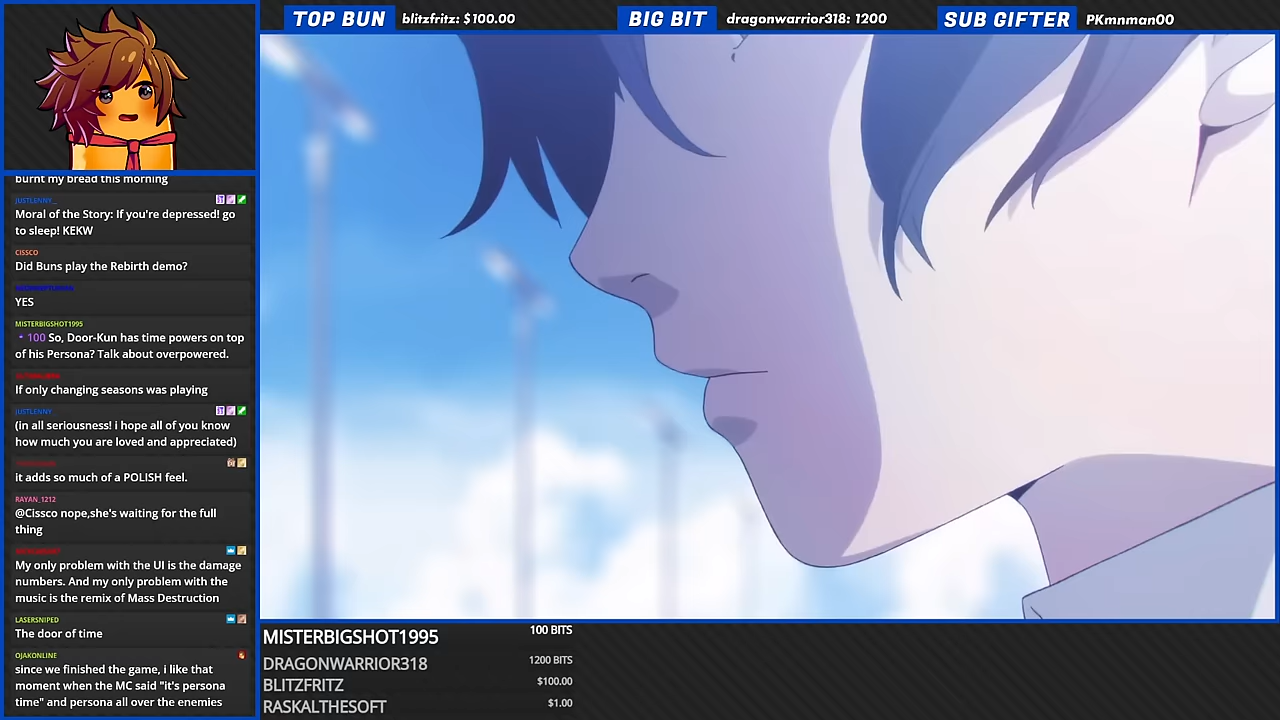 TOP BUN blitzfritz: $100.00 BIG BIT dragonwarrior318: 1200 SUB GIFTER PKmnman00
burnt my bread this morning
JUSTLENNY_
Moral of the Story: If you're depressed! go
to sleep! KEKW
CISSCO
Did Buns play the Rebirth demo?
YES
MISTERBIGSHOT1995
100 So, Door-Kun has time powers on top
of his Persona? Talk about overpowered.
If only changing seasons was playing
JUSTLENNY_
(in all seriousness! i hope all of you know
how much you are loved and appreciated)
it adds so much of a POLISH feel.
RAYAN_1212
@Cissco nope,she's waiting for the full
thing
My only problem with the UI is the damage
numbers. And my only problem with the
music is the remix of Mass Destruction
LASERSNIPED
The door of time
OJAKONLINE
since we finished the game, i like that
moment when the MC said "it's persona
time" and persona all over the enemies
MISTERBIGSHOT1995 100 BITS
DRAGONWARRIOR318 1200 BITS
BLITZFRITZ $100.00
RASKALTHESOFT $1.00